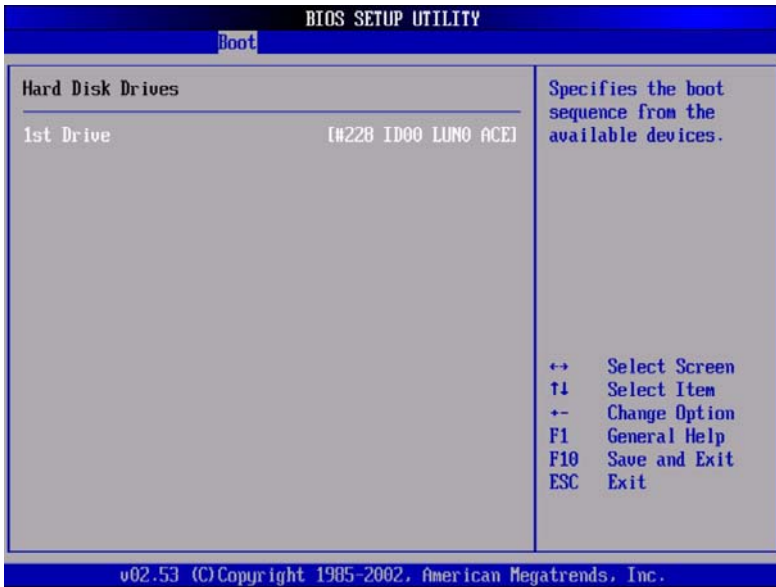 BIOS SETUP UTILITY
Boot
Hard Disk Drives
1st Drive [#228 ID00 LUN0 ACE]
Specifies the boot
sequence from the
available devices.
←→ Select Screen
↑↓ Select Item
+- Change Option
F1 General Help
F10 Save and Exit
ESC Exit
v02.53 (C)Copyright 1985-2002, American Megatrends, Inc.